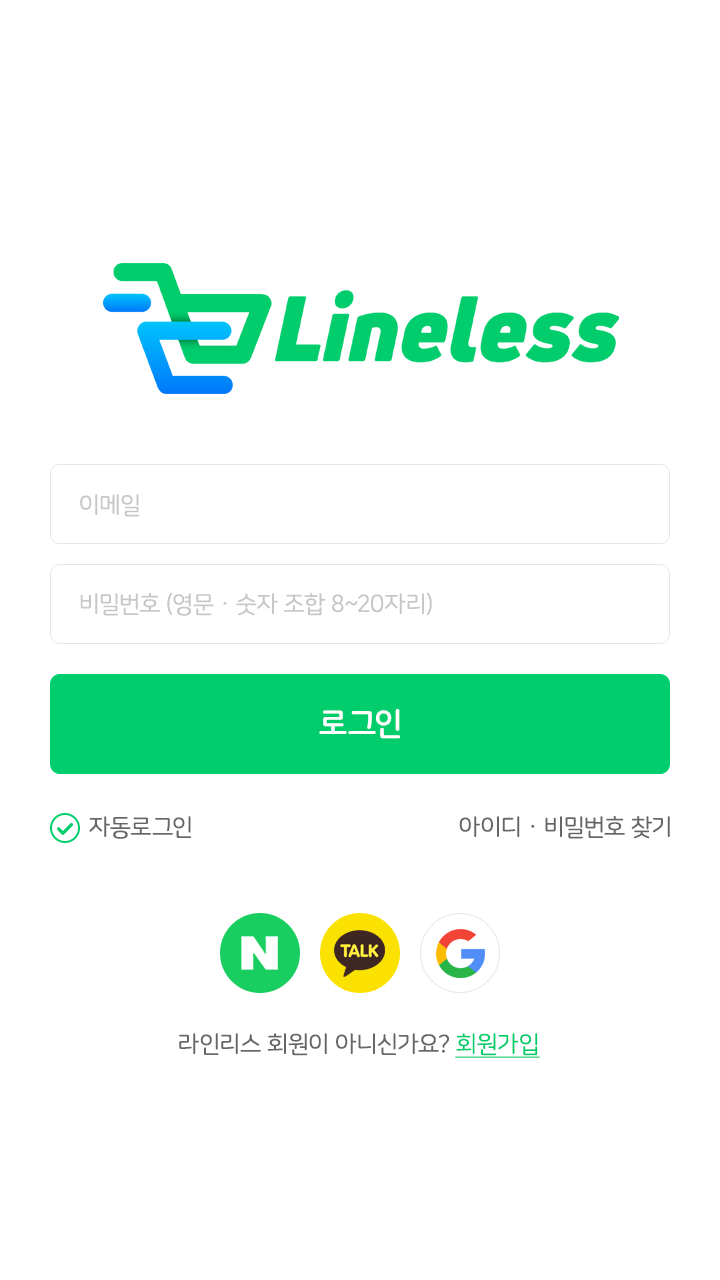 Lineless
이메일
비밀번호 (영문 · 숫자 조합 8~20자리)
로그인
자동로그인
아이디 · 비밀번호 찾기
N
TALK
G
라인리스 회원이 아니신가요? 회원가입